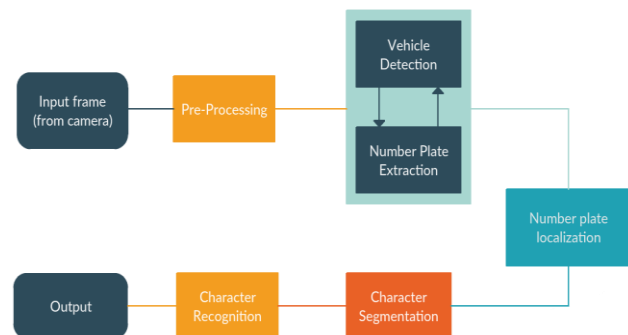 Vehicle
Detection
Input frame
(from camera)
Pre-Processing
Number Plate
Extraction
Number plate
localization
Character
Segmentation
Character
Recognition
Output